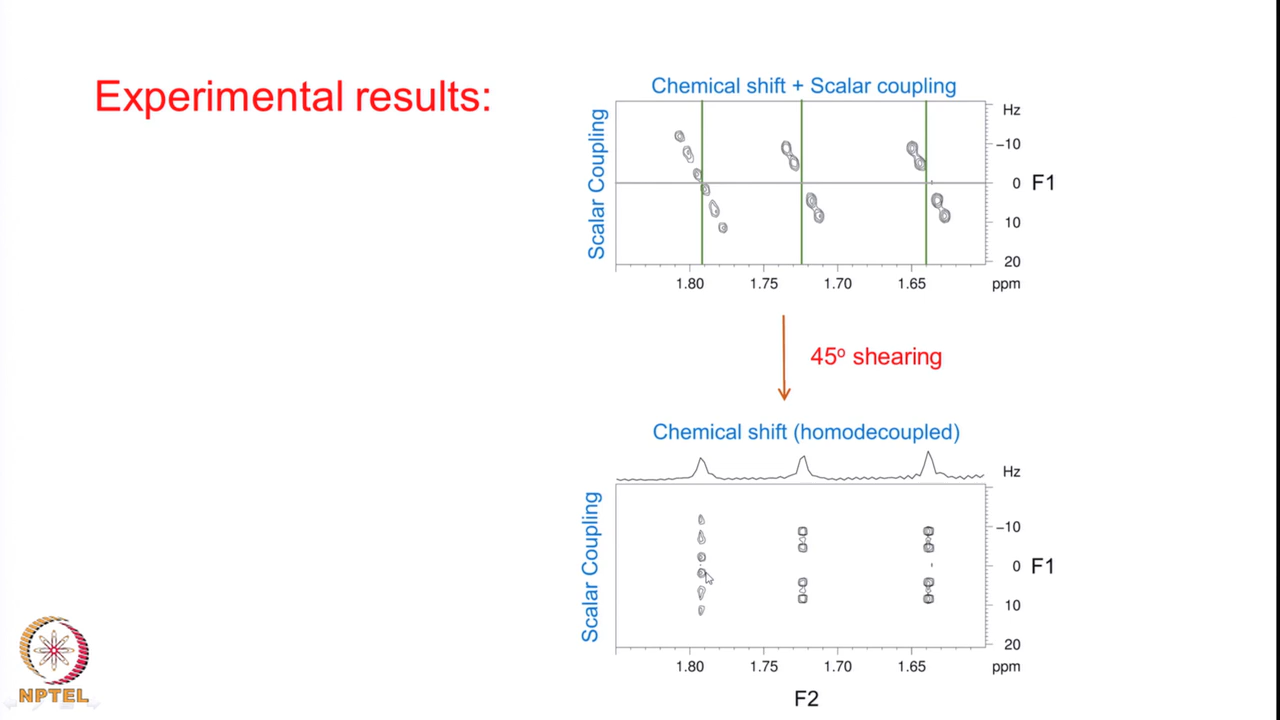 Experimental results:
Chemical shift + Scalar coupling
Scalar Coupling
Hz
−10
0 F1
10
20
1.80 1.75 1.70 1.65 ppm
45º shearing
Chemical shift (homodecoupled)
Scalar Coupling
Hz
−10
0 F1
10
20
1.80 1.75 1.70 1.65 ppm
F2
NPTEL